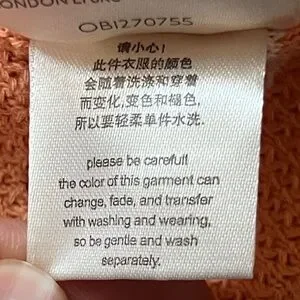 LONDON
OBI270755
请小心！
此件衣服的颜色
会随着洗涤和穿着
而变化,变色和褪色,
所以要轻柔单件水洗.
please be carefull
the color of this garment can
change, fade, and transfer
with washing and wearing,
so be gentle and wash
separately.